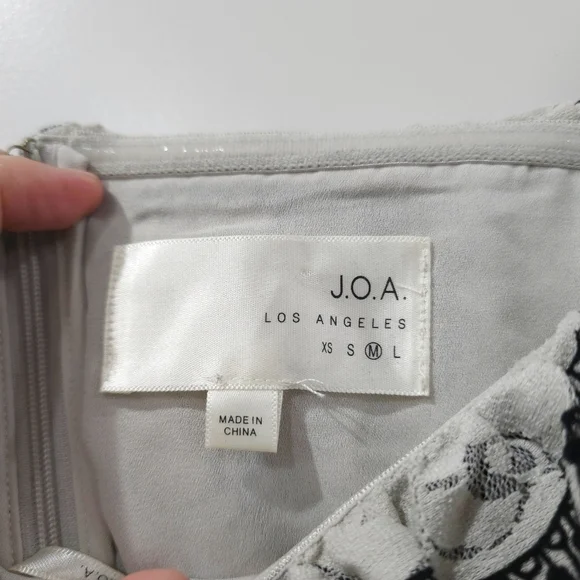 J.O.A.
LOS ANGELES
XS S M L
MADE IN
CHINA
O.A.